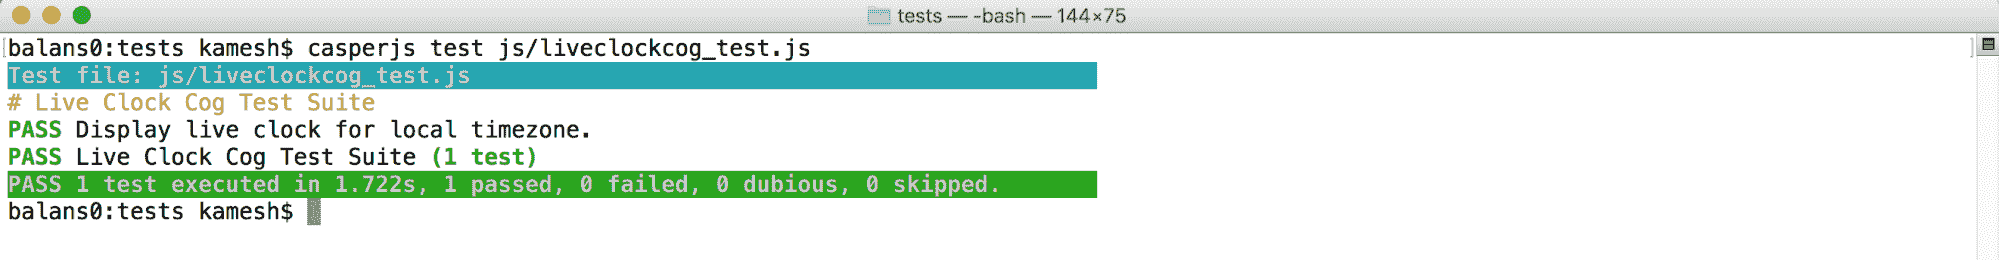 tests — -bash — 144×75
balans0:tests kamesh$ casperjs test js/liveclockcog_test.js
Test file: js/liveclockcog_test.js
# Live Clock Cog Test Suite
PASS Display live clock for local timezone.
PASS Live Clock Cog Test Suite (1 test)
PASS 1 test executed in 1.722s, 1 passed, 0 failed, 0 dubious, 0 skipped.
balans0:tests kamesh$